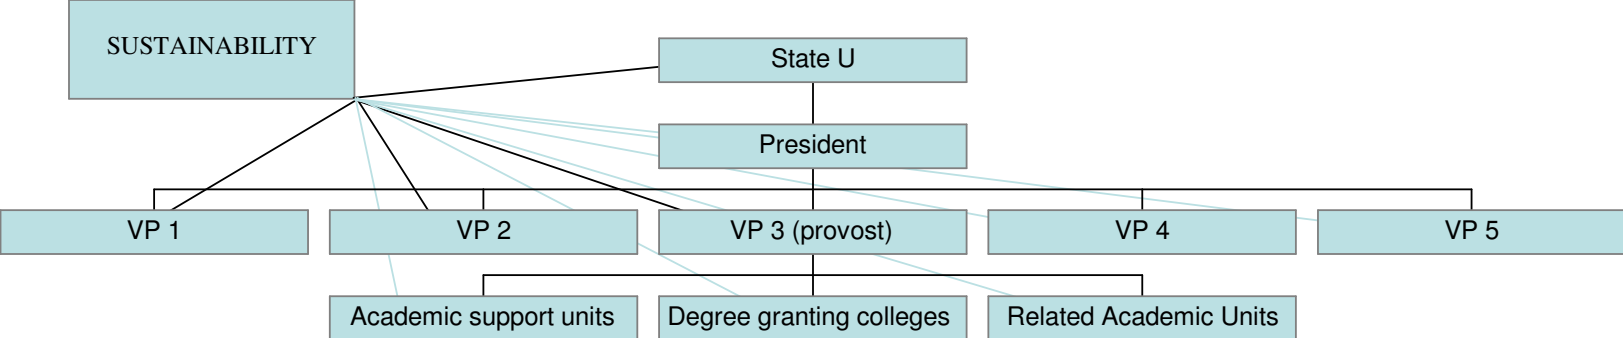 SUSTAINABILITY
State U
President
VP 1
VP 2
VP 3 (provost)
VP 4
VP 5
Academic support units
Degree granting colleges
Related Academic Units